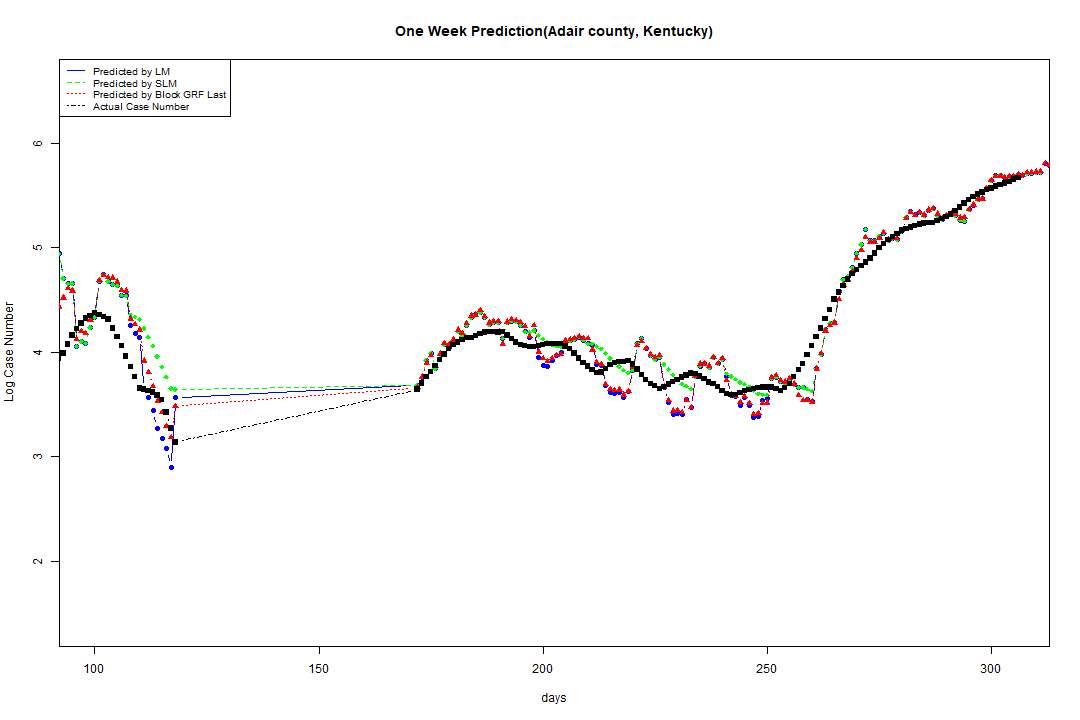 One Week Prediction(Adair county, Kentucky)
Predicted by LM
Predicted by SLM
Predicted by Block GRF Last
Actual Case Number
Log Case Number
6
5
4
3
2
100 150 200 250 300
days